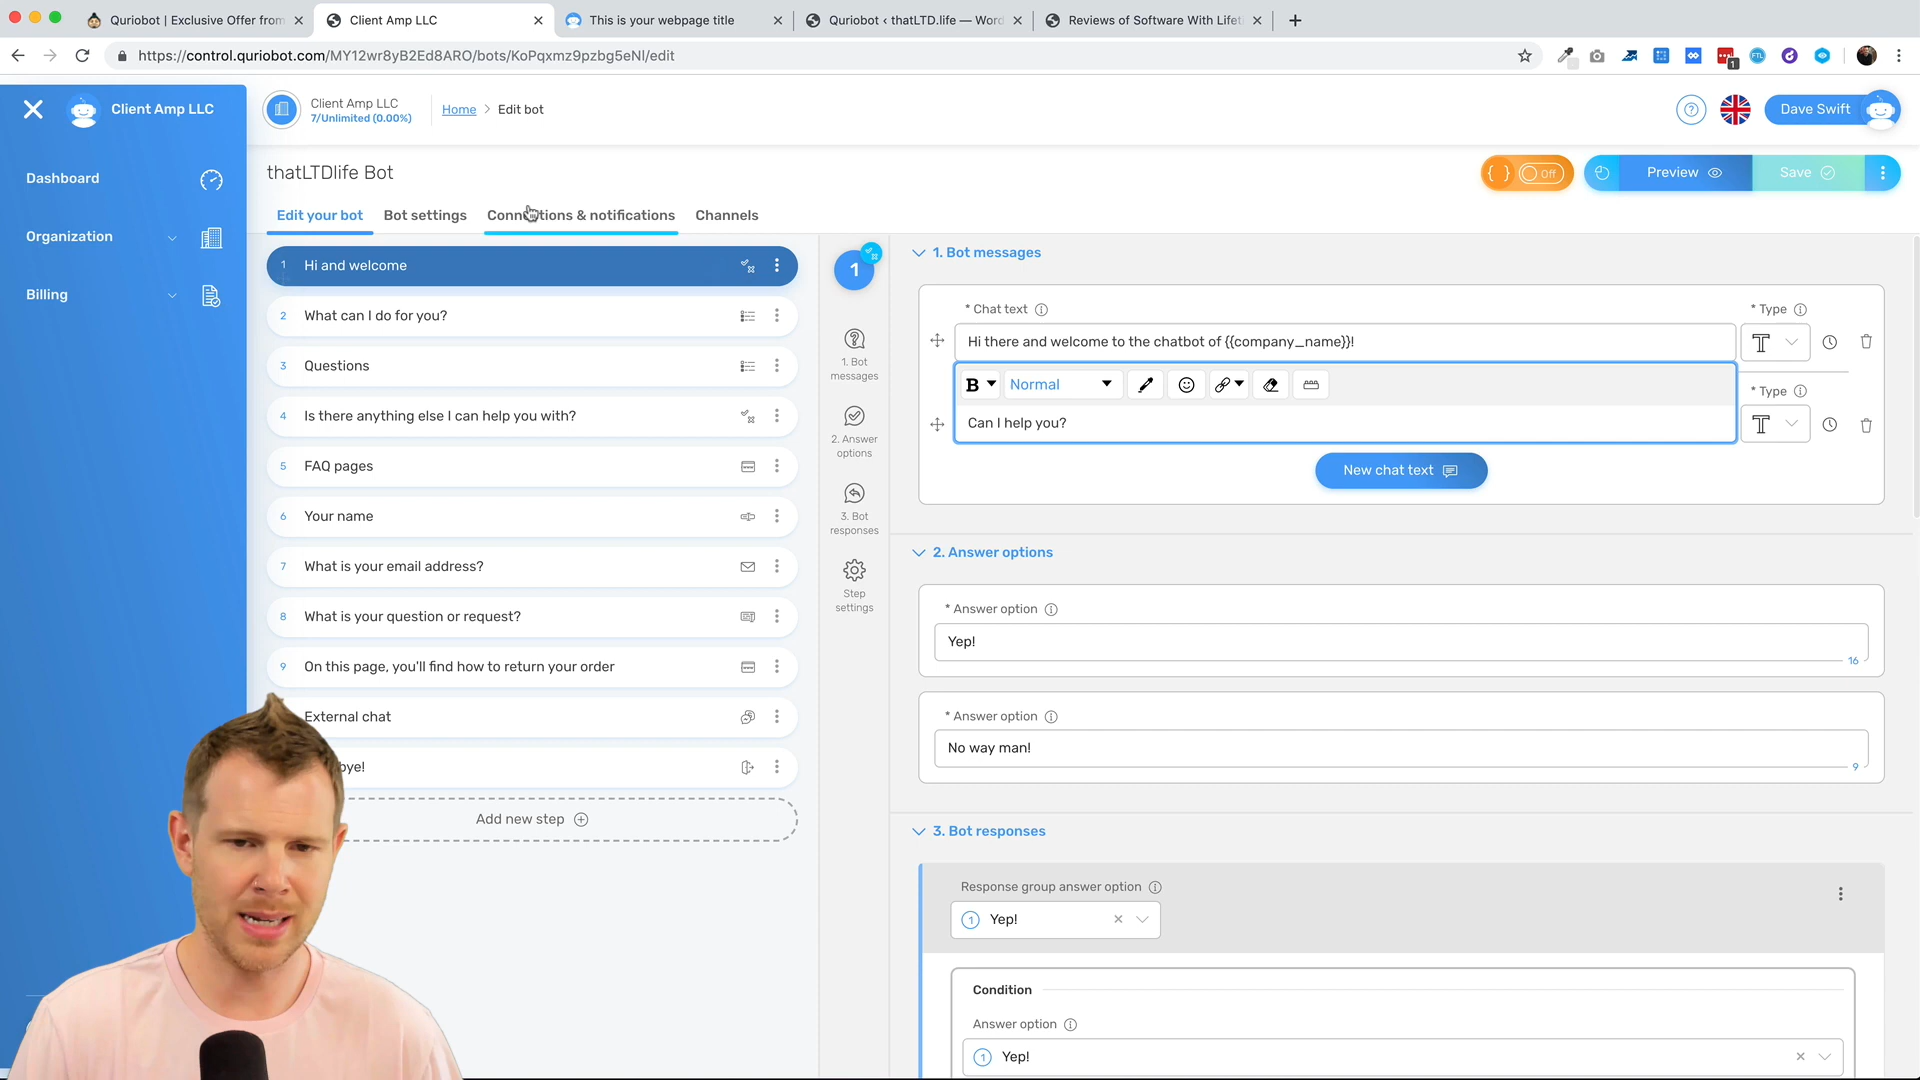 Quriobot | Exclusive Offer from
Client Amp LLC
This is your webpage title
Quriobot ‹ thatLTD.life — Word
Reviews of Software With Lifeti
https://control.quriobot.com/MY12wr8yB2Ed8ARO/bots/KoPqxmz9pzbg5eNl/edit
1
FTL
Client Amp LLC
Client Amp LLC
7/Unlimited (0.00%)
Home > Edit bot
Dave Swift
Dashboard
Organization
Billing
thatLTDlife Bot
{ } Off
Preview
Save
Edit your bot
Bot settings
Connections & notifications
Channels
1 Hi and welcome
2 What can I do for you?
3 Questions
4 Is there anything else I can help you with?
5 FAQ pages
6 Your name
7 What is your email address?
8 What is your question or request?
9 On this page, you'll find how to return your order
External chat
bye!
Add new step
1
1. Bot
messages
2. Answer
options
3. Bot
responses
Step
settings
1. Bot messages
* Chat text
* Type
Hi there and welcome to the chatbot of {{company_name}}!
T
B Normal
* Type
Can I help you?
T
New chat text
2. Answer options
* Answer option
Yep!
16
* Answer option
No way man!
9
3. Bot responses
Response group answer option
1 Yep!
Condition
Answer option
1 Yep!